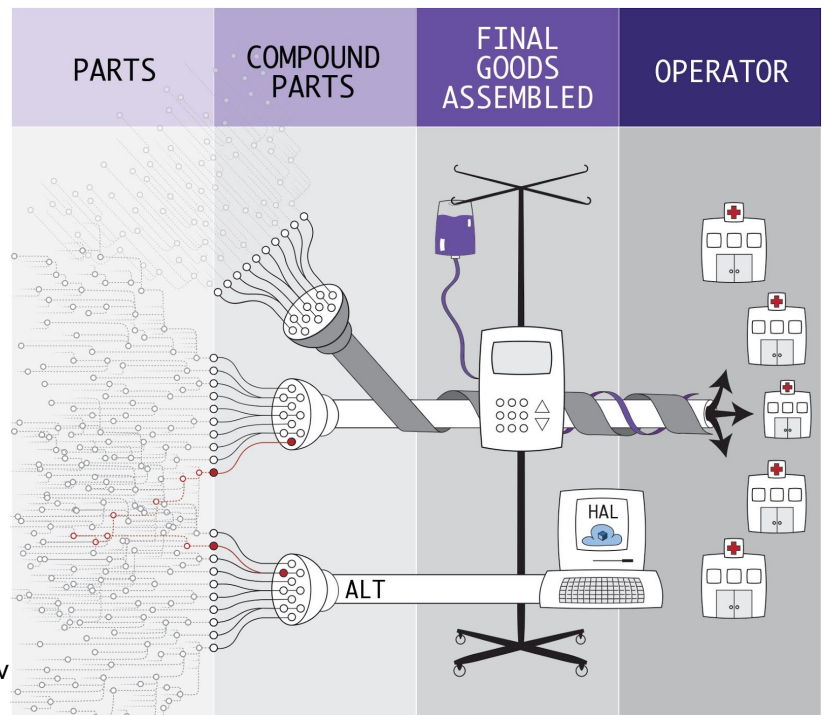 PARTS
COMPOUND
PARTS
FINAL
GOODS
ASSEMBLED
OPERATOR
HAL
ALT
v